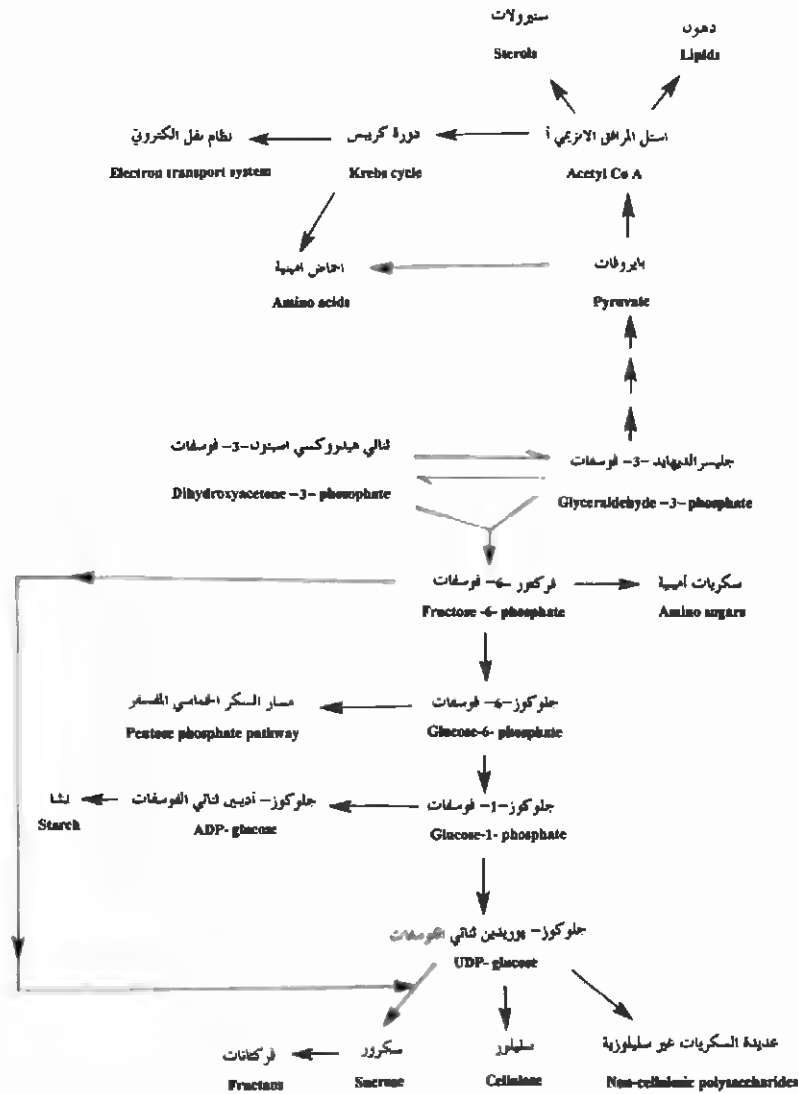 ستيرولات
Sterols
دهون
Lipids
نظام نقل الكتروني
Electron transport system
دورة كريبس
Krebs cycle
استل المرافق الانزيمي أ
Acetyl Co A
احماض امينية
Amino acids
بايروفات
Pyruvate
ثنائي هيدروكسي اسيتون-3- فوسفات
Dihydroxyacetone -3- phosophate
جليسرالديهايد -3- فوسفات
Glyceraldehyde -3- phosphate
فركتوز -6- فوسفات
Fructose -6- phosphate
سكريات أمينية
Amino sugars
مسار السكر الخماسي المفسفر
Pentose phosphate pathway
جلوكوز-6- فوسفات
Glucose-6- phosphate
نشا
Starch
جلوكوز- أدينين ثنائي الفوسفات
ADP- glucose
جلوكوز-1- فوسفات
Glucose-1- phosphate
جلوكوز- يوريدين ثنائي الفوسفات
UDP- glucose
فركتانات
Fructans
سكروز
Sucrose
سليلوز
Cellulose
عديدة السكريات غير سليلوزية
Non-cellulosic polysaccharides